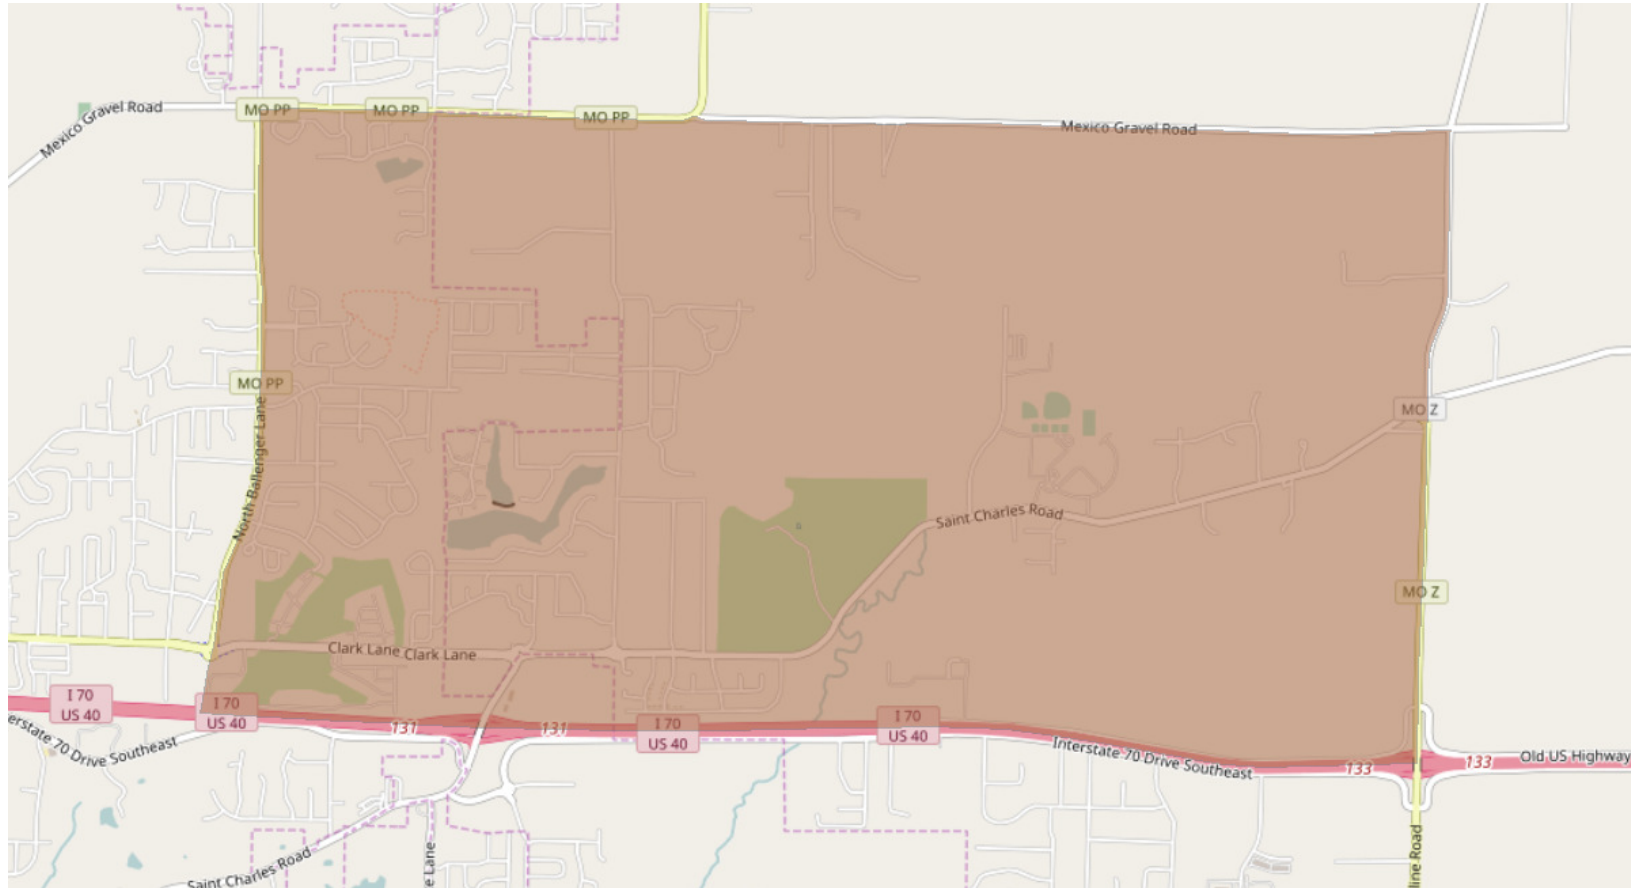 MO PP
MO PP
MO PP
Mexico Gravel Road
Mexico Gravel Road
MO PP
North Ballenger Lane
MO Z
Saint Charles Road
MO Z
Clark Lane Clark Lane
I 70
US 40
I 70
US 40
131
131
I 70
US 40
I 70
US 40
erstate 70 Drive Southeast
Interstate 70 Drive Southeast
133
133
Old US Highway
Saint Charles Road
e Lane
line Road